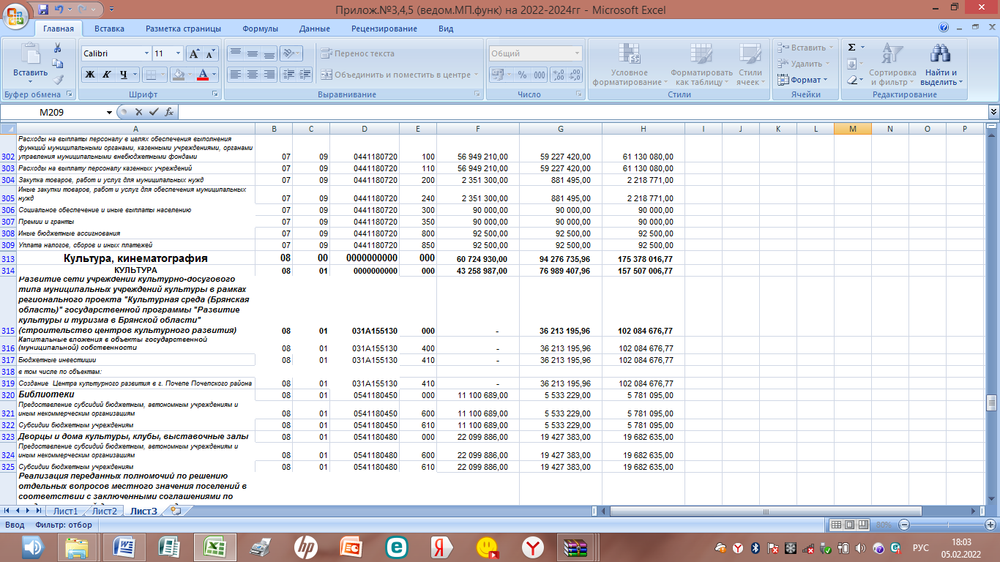 Прилож.№3,4,5 (ведом.МП.функ) на 2022-2024гг - Microsoft Excel
Главная Вставка Разметка страницы Формулы Данные Рецензирование Вид
Вставить Calibri 11 Перенос текста Общий Вставить
Ж К Ч Объединить и поместить в центре % 000 Условное форматирование Форматировать как таблицу Стили ячеек Удалить Формат Σ Сортировка и фильтр Найти и выделить
Буфер обмена Шрифт Выравнивание Число Стили Ячейки Редактирование
M209 fx
A B C D E F G H I J K L M N O P
Расходы на выплаты персоналу в целях обеспечения выполнения
функций муниципальными органами, казенными учреждениями, органами
302 управления муниципальными внебюджетными фондами 07 09 0441180720 100 56 949 210,00 59 227 420,00 61 130 080,00
303 Расходы на выплату персоналу казенных учреждений 07 09 0441180720 110 56 949 210,00 59 227 420,00 61 130 080,00
304 Закупка товаров, работ и услуг для муниципальных нужд 07 09 0441180720 200 2 351 300,00 881 495,00 2 218 771,00
Иные закупки товаров, работ и услуг для обеспечения муниципальных
305 нужд 07 09 0441180720 240 2 351 300,00 881 495,00 2 218 771,00
306 Социальное обеспечение и иные выплаты населению 07 09 0441180720 300 90 000,00 90 000,00 90 000,00
307 Премии и гранты 07 09 0441180720 350 90 000,00 90 000,00 90 000,00
308 Иные бюджетные ассигнования 07 09 0441180720 800 92 500,00 92 500,00 92 500,00
309 Уплата налогов, сборов и иных платежей 07 09 0441180720 850 92 500,00 92 500,00 92 500,00
313 Культура, кинематография 08 00 0000000000 000 60 724 930,00 94 276 735,96 175 378 016,77
314 КУЛЬТУРА 08 01 0000000000 000 43 258 987,00 76 989 407,96 157 507 006,77
Развитие сети учреждений культурно-досугового
типа муниципальных учреждений культуры в рамках
регионального проекта "Культурная среда (Брянская
область)" государственной программы "Развитие
культуры и туризма в Брянской области"
315 (строительство центров культурного развития) 08 01 031A155130 000 - 36 213 195,96 102 084 676,77
Капитальные вложения в объекты государственной
316 (муниципальной) собственности 08 01 031A155130 400 - 36 213 195,96 102 084 676,77
317 Бюджетные инвестиции 08 01 031A155130 410 - 36 213 195,96 102 084 676,77
318 в том числе по объектам:
319 Создание Центра культурного развития в г. Почепе Почепского района 08 01 031A155130 410 - 36 213 195,96 102 084 676,77
320 Библиотеки 08 01 0541180450 000 11 100 689,00 5 533 229,00 5 781 095,00
Предоставление субсидий бюджетным, автономным учреждениям и
321 иным некоммерческим организациям 08 01 0541180450 600 11 100 689,00 5 533 229,00 5 781 095,00
322 Субсидии бюджетным учреждениям 08 01 0541180450 610 11 100 689,00 5 533 229,00 5 781 095,00
323 Дворцы и дома культуры, клубы, выставочные залы 08 01 0541180480 000 22 099 886,00 19 427 383,00 19 682 635,00
Предоставление субсидий бюджетным, автономным учреждениям и
324 иным некоммерческим организациям 08 01 0541180480 600 22 099 886,00 19 427 383,00 19 682 635,00
325 Субсидии бюджетным учреждениям 08 01 0541180480 610 22 099 886,00 19 427 383,00 19 682 635,00
Реализация переданных полномочий по решению
отдельных вопросов местного значения поселений в
соответствии с заключенными соглашениями по
Лист1 Лист2 Лист3
Ввод Фильтр: отбор 80%
РУС 18:03
05.02.2022